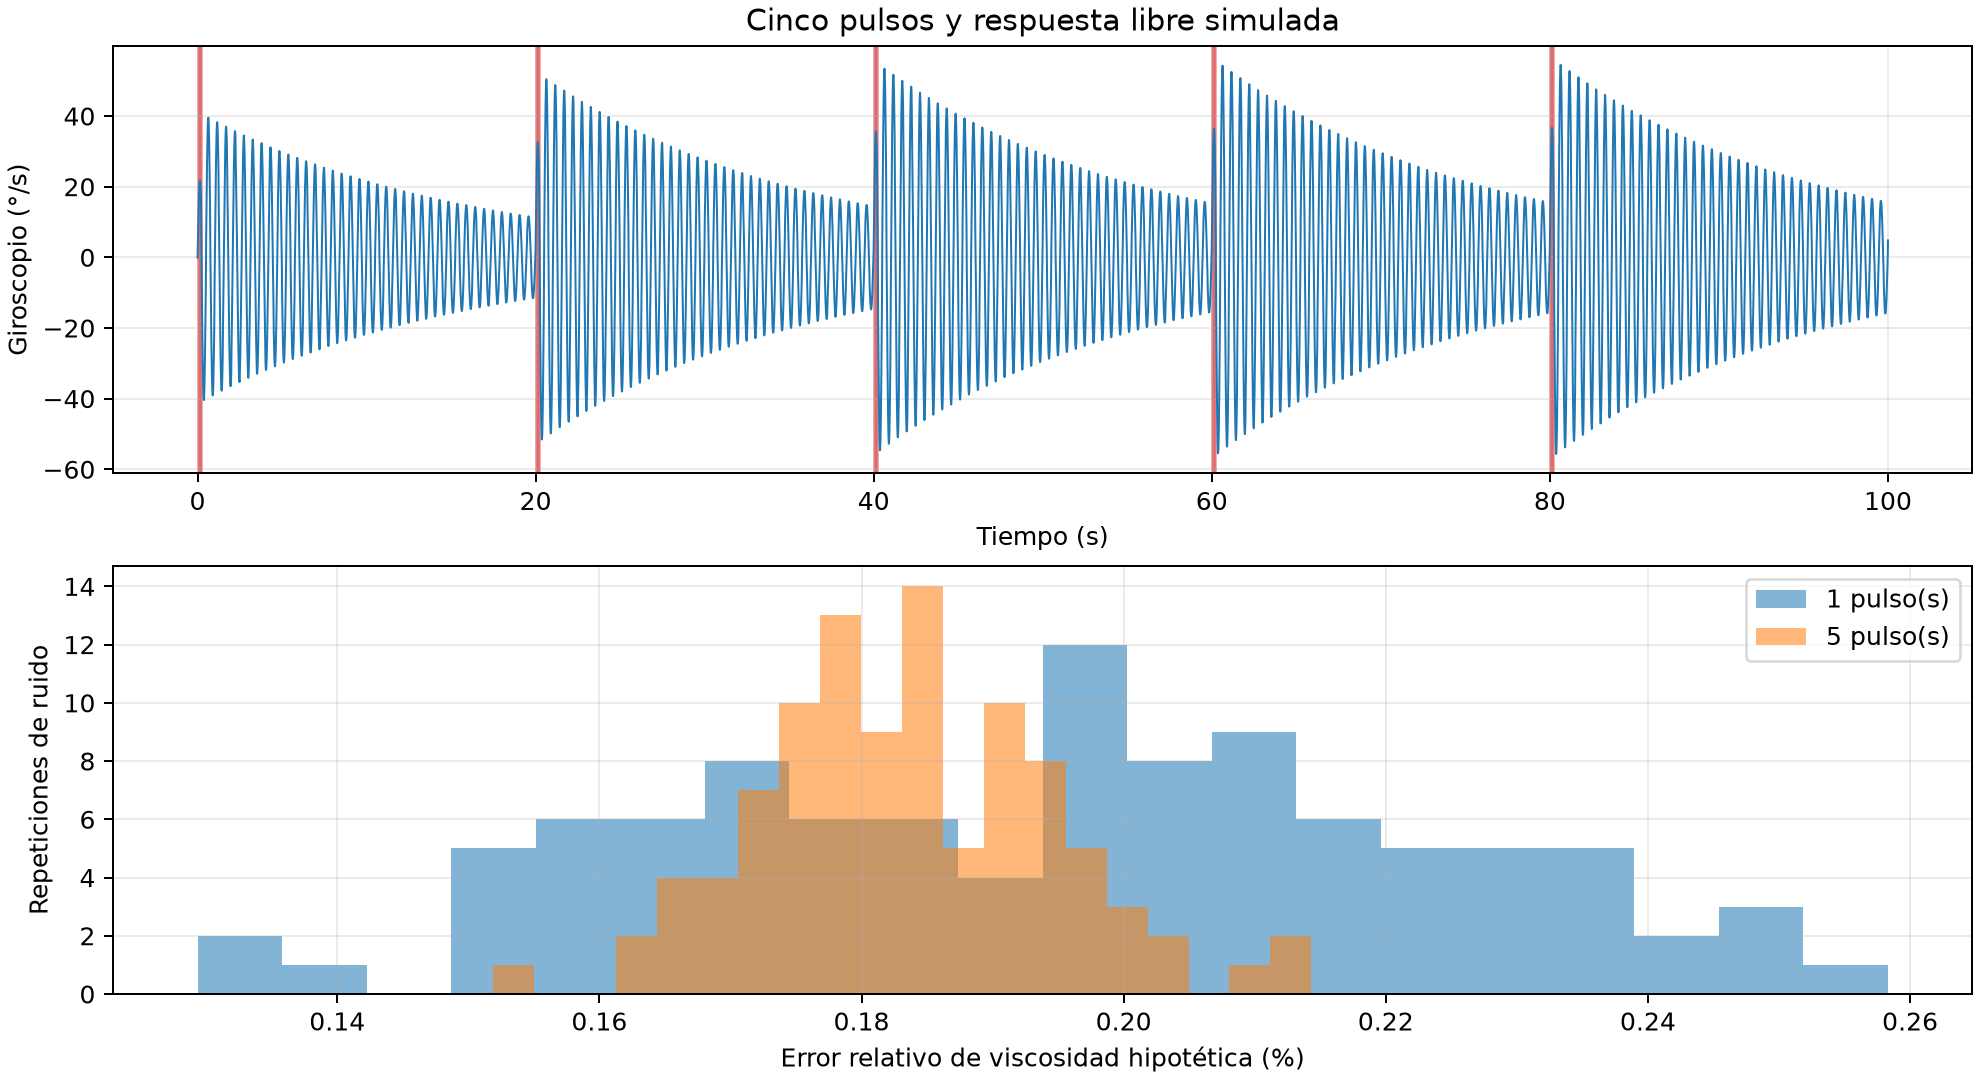 Cinco pulsos y respuesta libre simulada
Giroscopio (°/s)
40
20
0
−20
−40
−60
0 20 40 60 80 100
Tiempo (s)
Repeticiones de ruido
14
12
10
8
6
4
2
0
1 pulso(s)
5 pulso(s)
0.14 0.16 0.18 0.20 0.22 0.24 0.26
Error relativo de viscosidad hipotética (%)